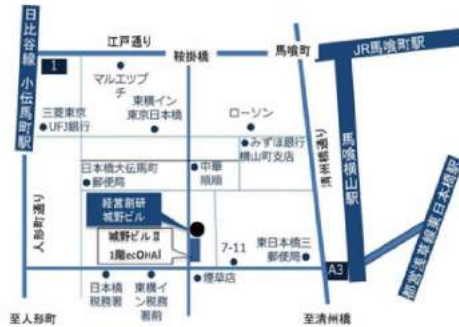 江戸通り
鞍掛橋
馬喰町
JR馬喰町駅
日比谷線 小伝馬町駅
1
マルエツプ
チ
東横イン
東京日本橋
ローソン
三菱東京
UFJ銀行
みずほ銀行
横山町支店
清州橋通り
馬喰横山駅
日本橋大伝馬町
郵便局
中華
順順
人形町通り
経営創研
城野ビル
城野ビルⅡ
1階ecOHAl
7-11
東日本橋三
郵便局
A3
都営浅草線東日本橋駅
日本橋
税務署
東横イ
ン税務
署前
煙草店
至人形町
至清州橋